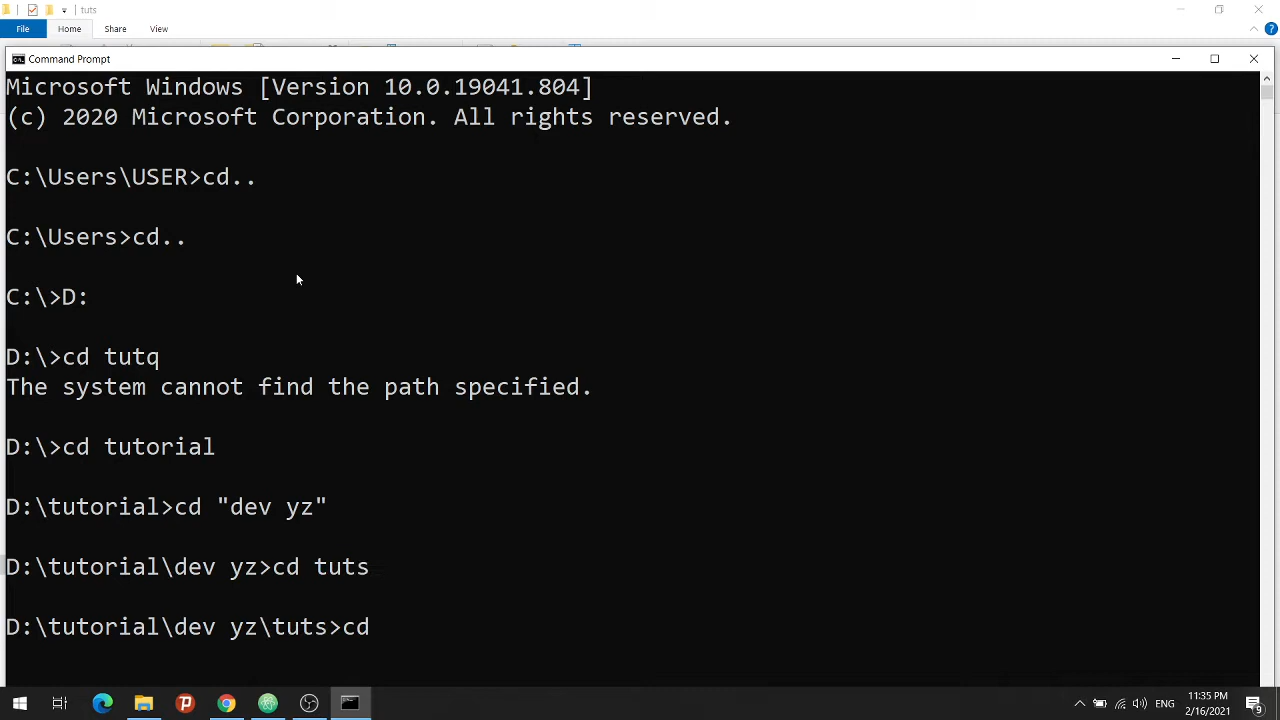 tuts
File Home Share View
Command Prompt
Microsoft Windows [Version 10.0.19041.804]
(c) 2020 Microsoft Corporation. All rights reserved.
C:\Users\USER>cd..
C:\Users>cd..
C:\>D:
D:\>cd tutq
The system cannot find the path specified.
D:\>cd tutorial
D:\tutorial>cd "dev yz"
D:\tutorial\dev yz>cd tuts
D:\tutorial\dev yz\tuts>cd
ENG
11:35 PM
2/16/2021
9